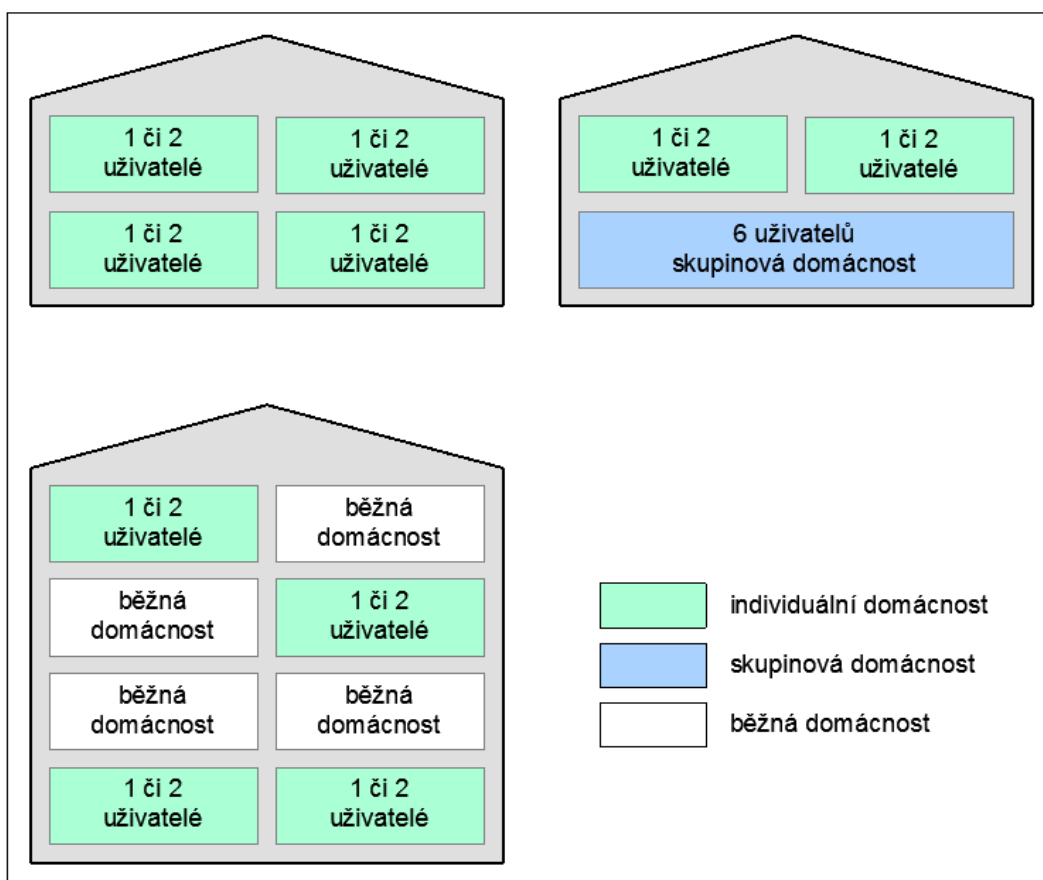 1 či 2
uživatelé
1 či 2
uživatelé
1 či 2
uživatelé
1 či 2
uživatelé
1 či 2
uživatelé
1 či 2
uživatelé
6 uživatelů
skupinová domácnost
1 či 2
uživatelé
běžná
domácnost
běžná
domácnost
1 či 2
uživatelé
běžná
domácnost
běžná
domácnost
1 či 2
uživatelé
1 či 2
uživatelé
individuální domácnost
skupinová domácnost
běžná domácnost